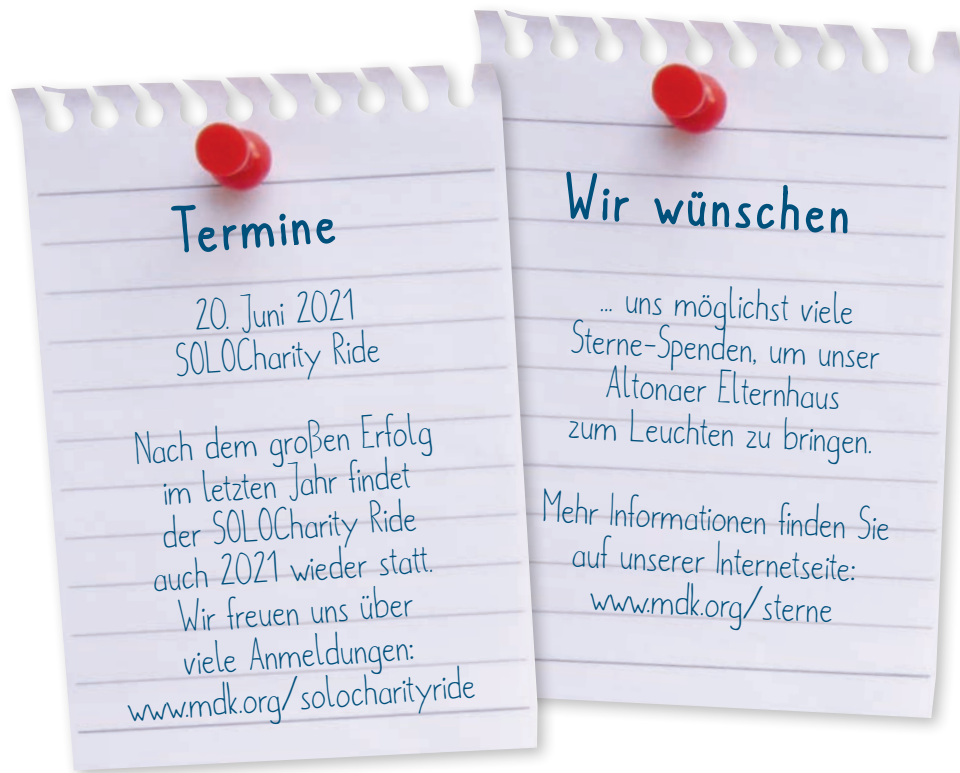 Termine
20. Juni 2021
SOLOCharity Ride
Nach dem großen Erfolg
im letzten Jahr findet
der SOLOCharity Ride
auch 2021 wieder statt.
Wir freuen uns über
viele Anmeldungen:
www.mdk.org/solocharityride
Wir wünschen
... uns möglichst viele
Sterne-Spenden, um unser
Altonaer Elternhaus
zum Leuchten zu bringen.
Mehr Informationen finden Sie
auf unserer Internetseite:
www.mdk.org/sterne